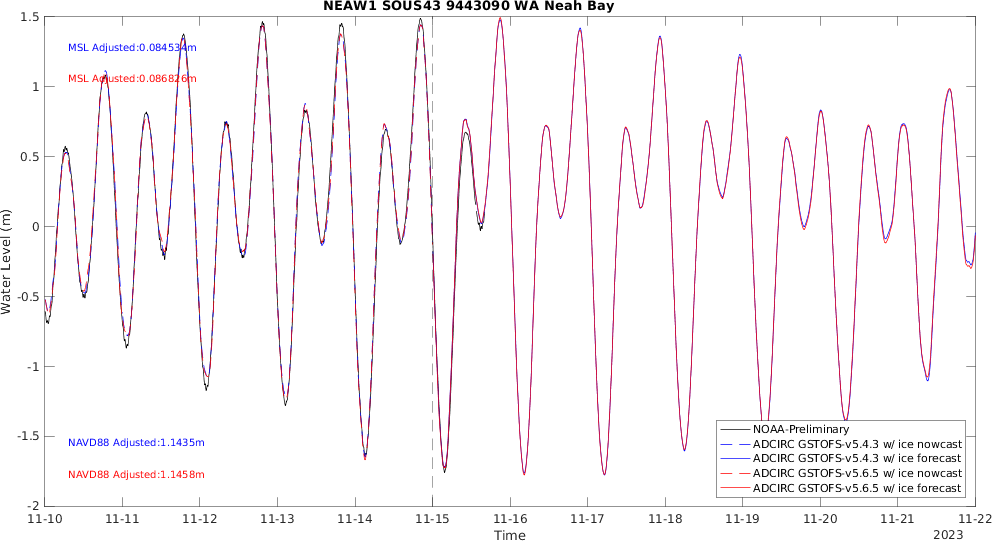 NEAW1 SOUS43 9443090 WA Neah Bay
1.5
1
0.5
0
-0.5
-1
-1.5
-2
Water Level (m)
MSL Adjusted:0.084534m
MSL Adjusted:0.086826m
NAVD88 Adjusted:1.1435m
NAVD88 Adjusted:1.1458m
NOAA-Preliminary
ADCIRC GSTOFS-v5.4.3 w/ ice nowcast
ADCIRC GSTOFS-v5.4.3 w/ ice forecast
ADCIRC GSTOFS-v5.6.5 w/ ice nowcast
ADCIRC GSTOFS-v5.6.5 w/ ice forecast
11-10 11-11 11-12 11-13 11-14 11-15 11-16 11-17 11-18 11-19 11-20 11-21 11-22
Time
2023